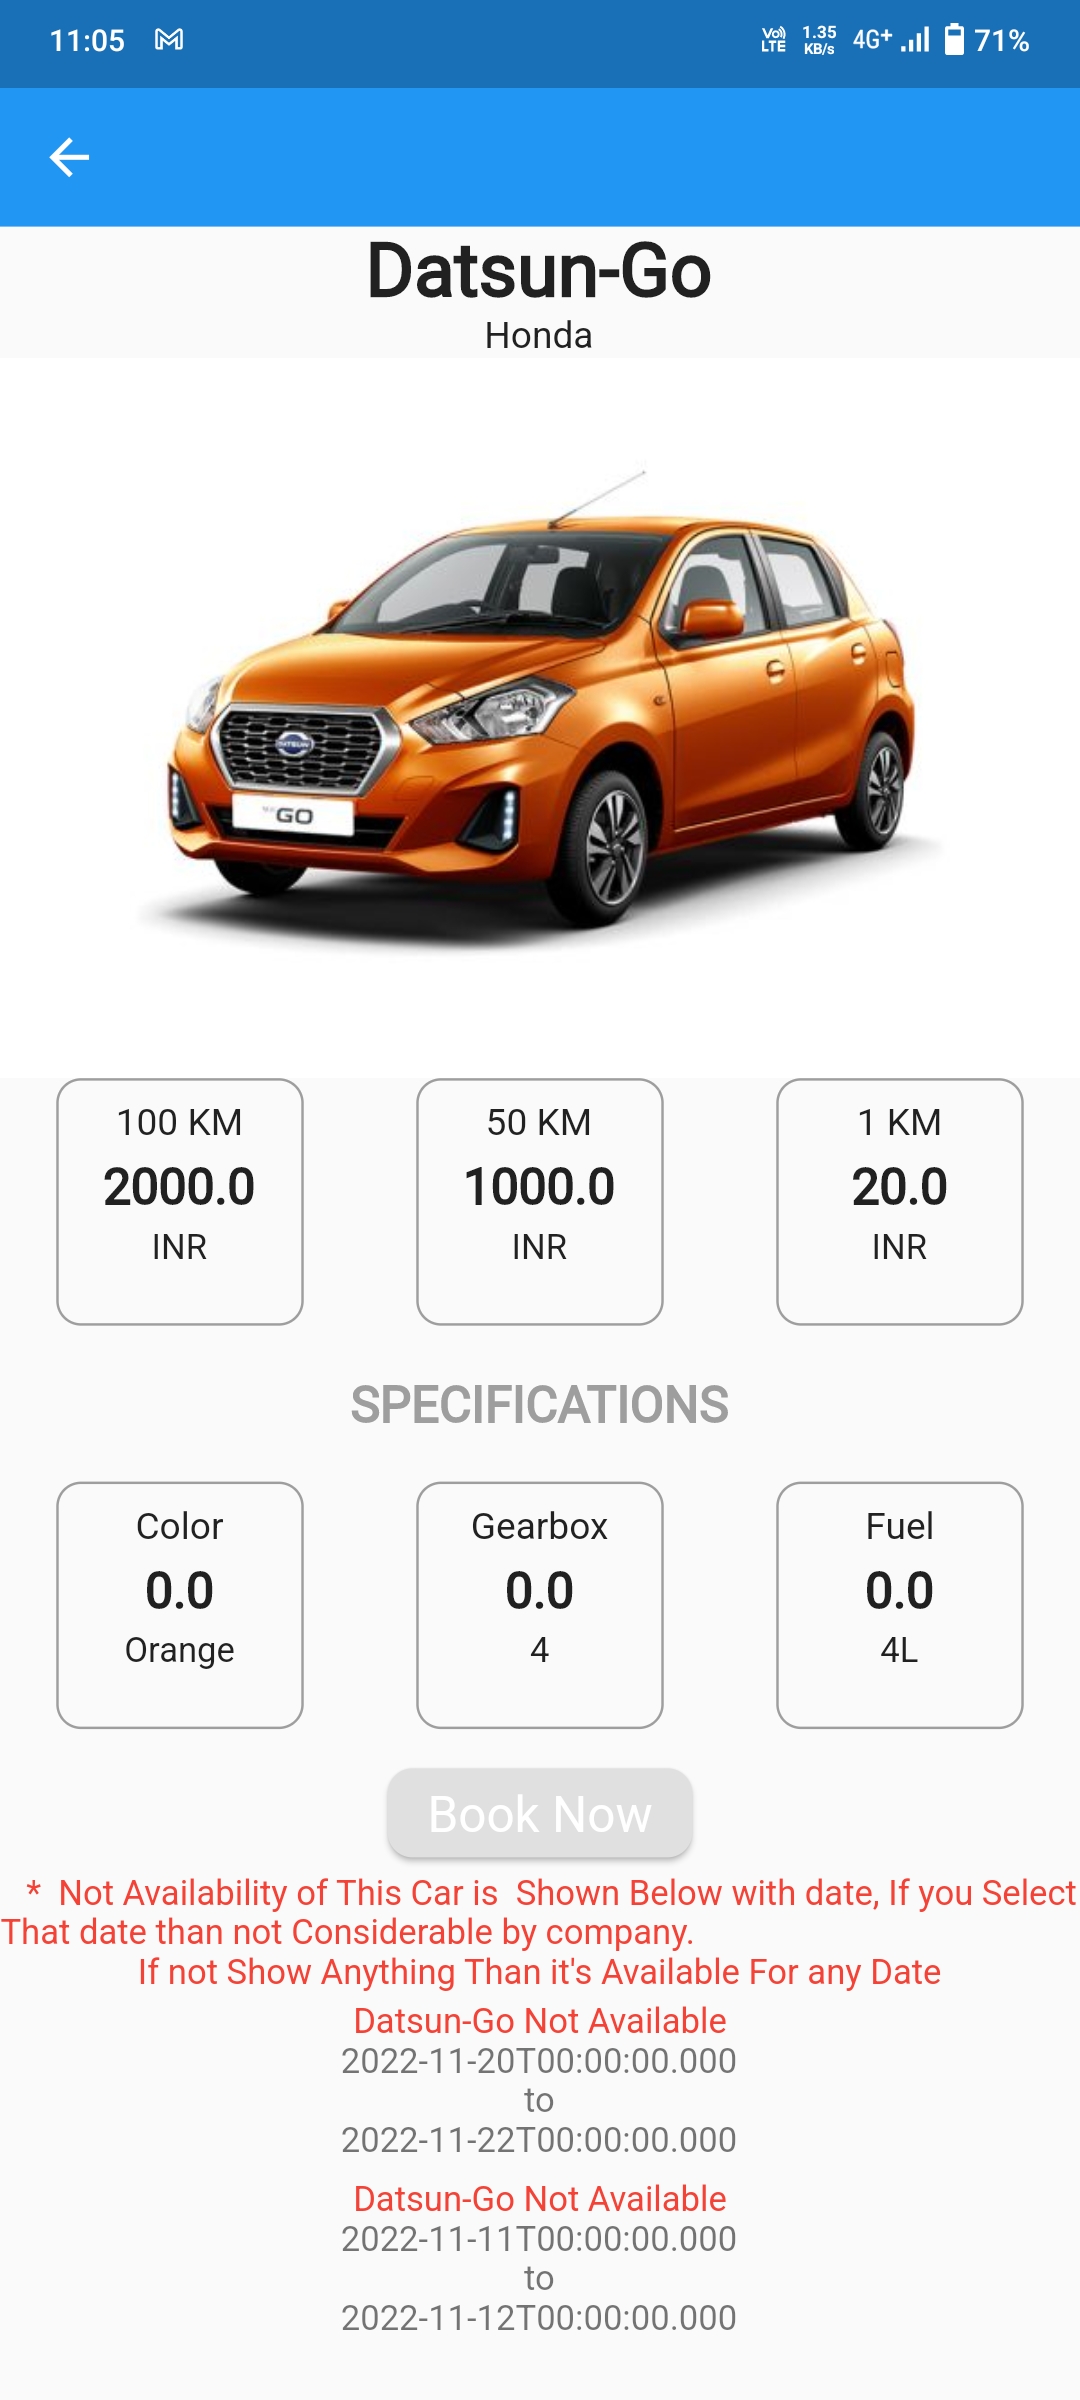 11:05
Vo)) LTE 1.35 KB/s 4G+ 71%
Datsun-Go
Honda
DATSUN
GO
100 KM 50 KM 1 KM
2000.0 1000.0 20.0
INR INR INR
SPECIFICATIONS
Color Gearbox Fuel
0.0 0.0 0.0
Orange 4 4L
Book Now
* Not Availability of This Car is  Shown Below with date, If you Select
That date than not Considerable by company.
If not Show Anything Than it's Available For any Date
Datsun-Go Not Available
2022-11-20T00:00:00.000
to
2022-11-22T00:00:00.000
Datsun-Go Not Available
2022-11-11T00:00:00.000
to
2022-11-12T00:00:00.000